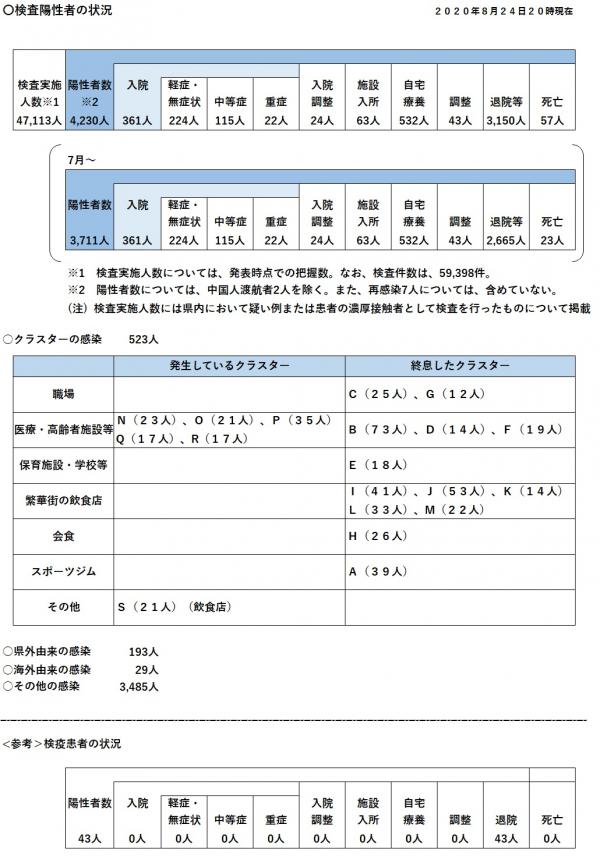 〇検査陽性者の状況 ２０２０年８月２４日２０時現在
検査実施 陽性者数 入院 軽症・ 中等症 重症 入院 施設 自宅 調整 退院等 死亡
人数※1 ※2 無症状 調整 入所 療養
47,113人 4,230人 361人 224人 115人 22人 24人 63人 532人 43人 3,150人 57人
7月～
陽性者数 入院 軽症・ 中等症 重症 入院 施設 自宅 調整 退院等 死亡
無症状 調整 入所 療養
3,711人 361人 224人 115人 22人 24人 63人 532人 43人 2,665人 23人
※1 検査実施人数については、発表時点での把握数。なお、検査件数は、59,398件。
※2 陽性者数については、中国人渡航者2人を除く。また、再感染7人については、含めていない。
（注）検査実施人数には県内において疑い例または患者の濃厚接触者として検査を行ったものについて掲載
○クラスターの感染 523人
発生しているクラスター 終息したクラスター
職場 Ｃ（２５人）、Ｇ（１２人）
医療・高齢者施設等 Ｎ（２３人）、Ｏ（２１人）、Ｐ（３５人） Ｂ（７３人）、Ｄ（１４人）、Ｆ（１９人）
Ｑ（１７人）、Ｒ（１７人）
保育施設・学校等 Ｅ（１８人）
繁華街の飲食店 Ｉ（４１人）、Ｊ（５３人）、Ｋ（１４人）
Ｌ（３３人）、Ｍ（２２人）
会食 Ｈ（２６人）
スポーツジム Ａ（３９人）
その他 Ｓ（２１人）（飲食店）
○県外由来の感染 193人
○海外由来の感染 29人
○その他の感染 3,485人
<参考＞検疫患者の状況
陽性者数 入院 軽症・ 中等症 重症 入院 施設 自宅 調整 退院 死亡
無症状 調整 入所 療養
43人 0人 0人 0人 0人 0人 0人 0人 0人 43人 0人